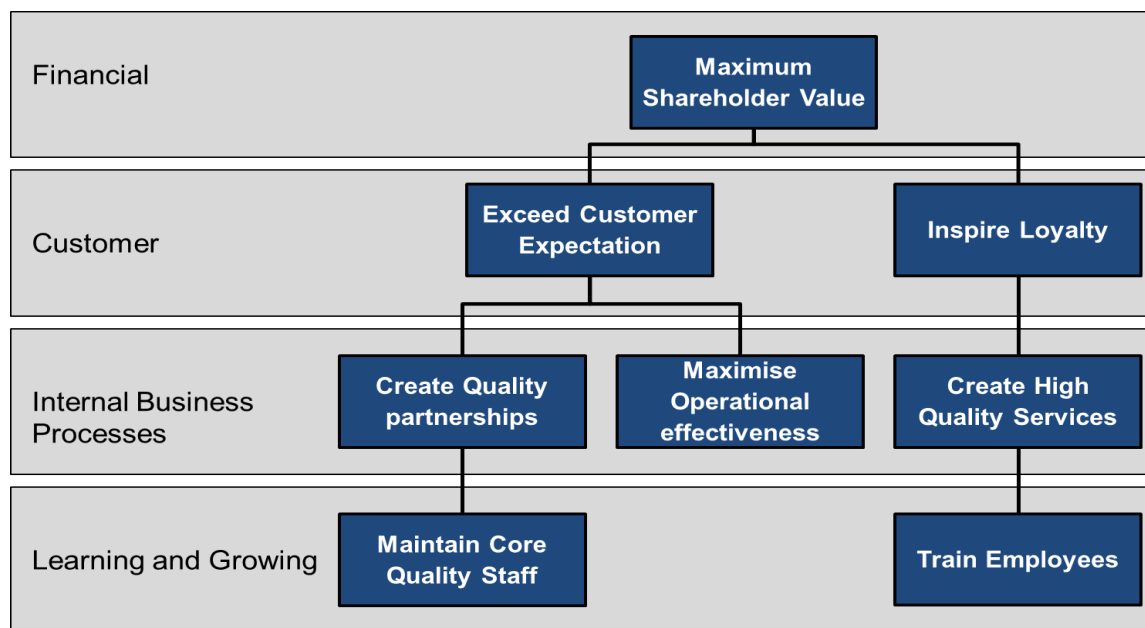 Financial
Maximum
Shareholder Value
Customer
Exceed Customer
Expectation
Inspire Loyalty
Internal Business
Processes
Create Quality
partnerships
Maximise
Operational
effectiveness
Create High
Quality Services
Learning and Growing
Maintain Core
Quality Staff
Train Employees